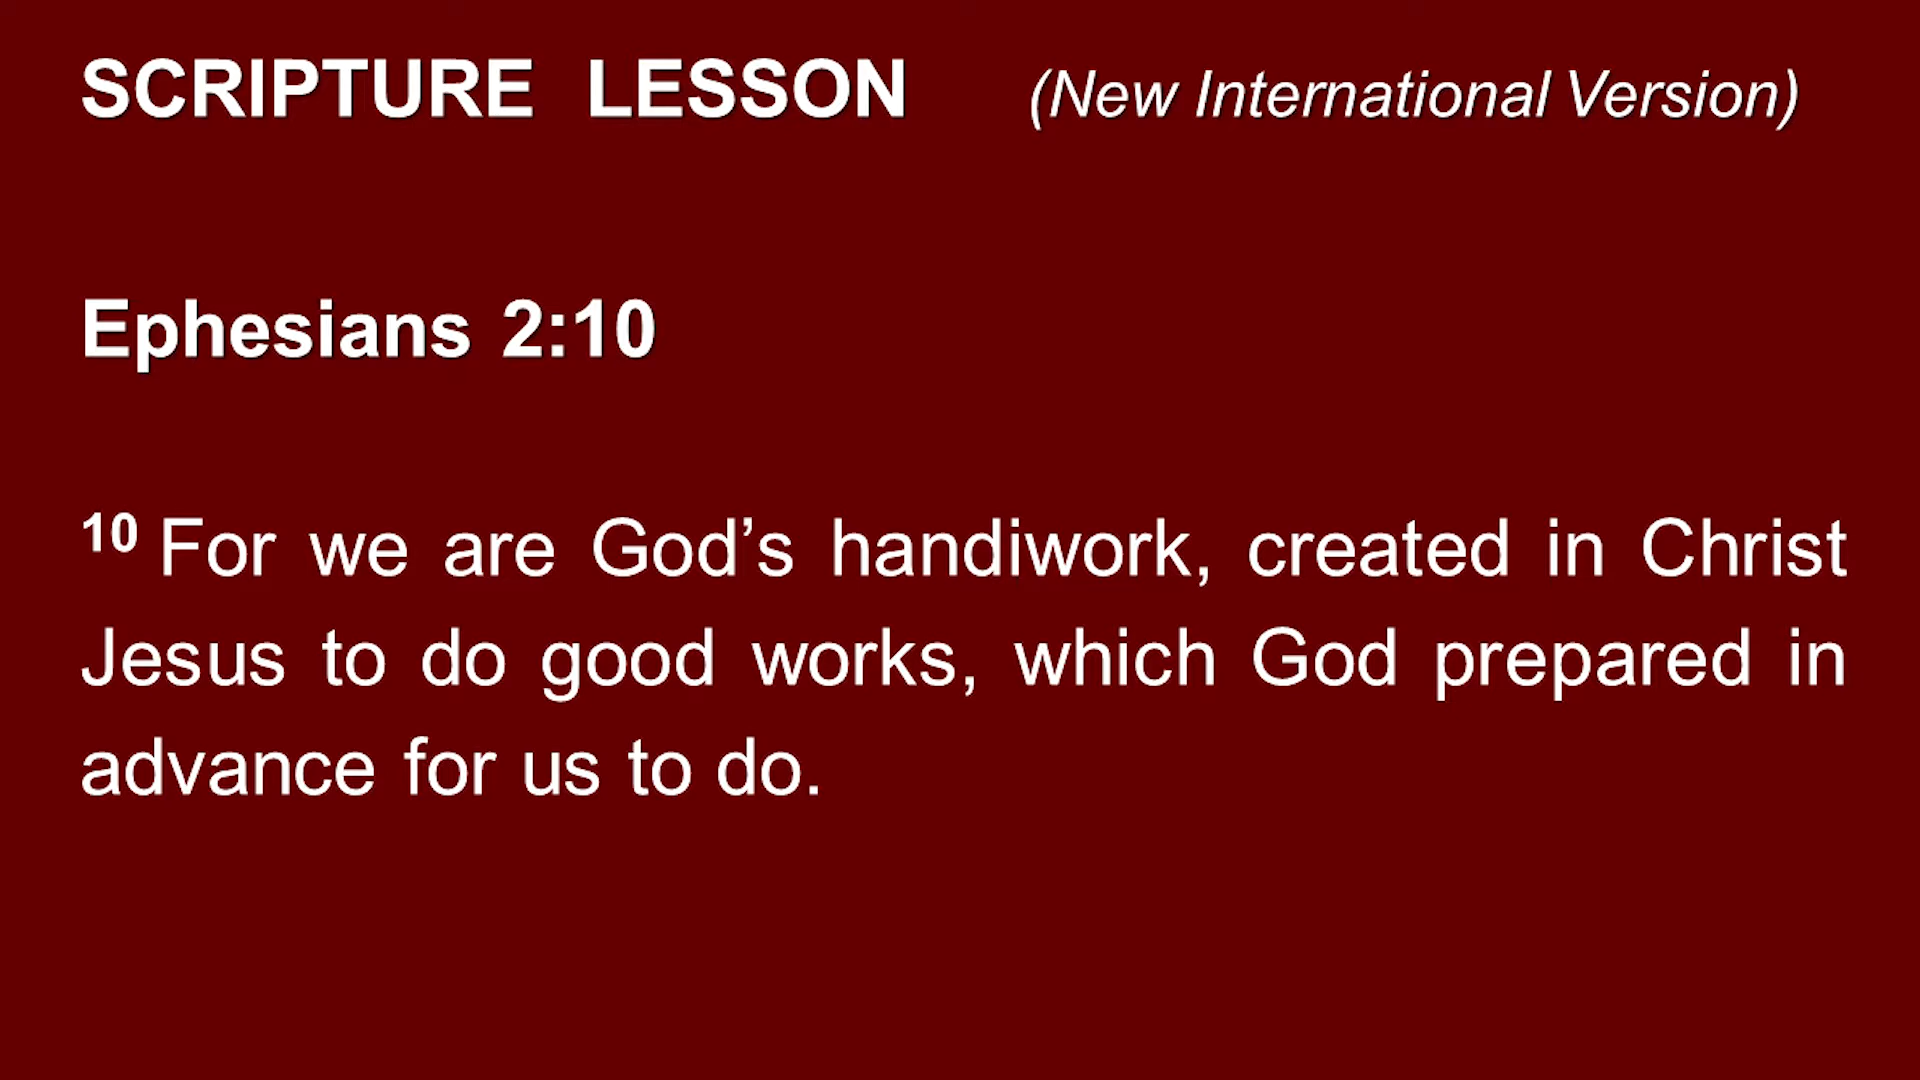 SCRIPTURE LESSON (New International Version)
Ephesians 2:10
10 For we are God’s handiwork, created in Christ
Jesus to do good works, which God prepared in
advance for us to do.